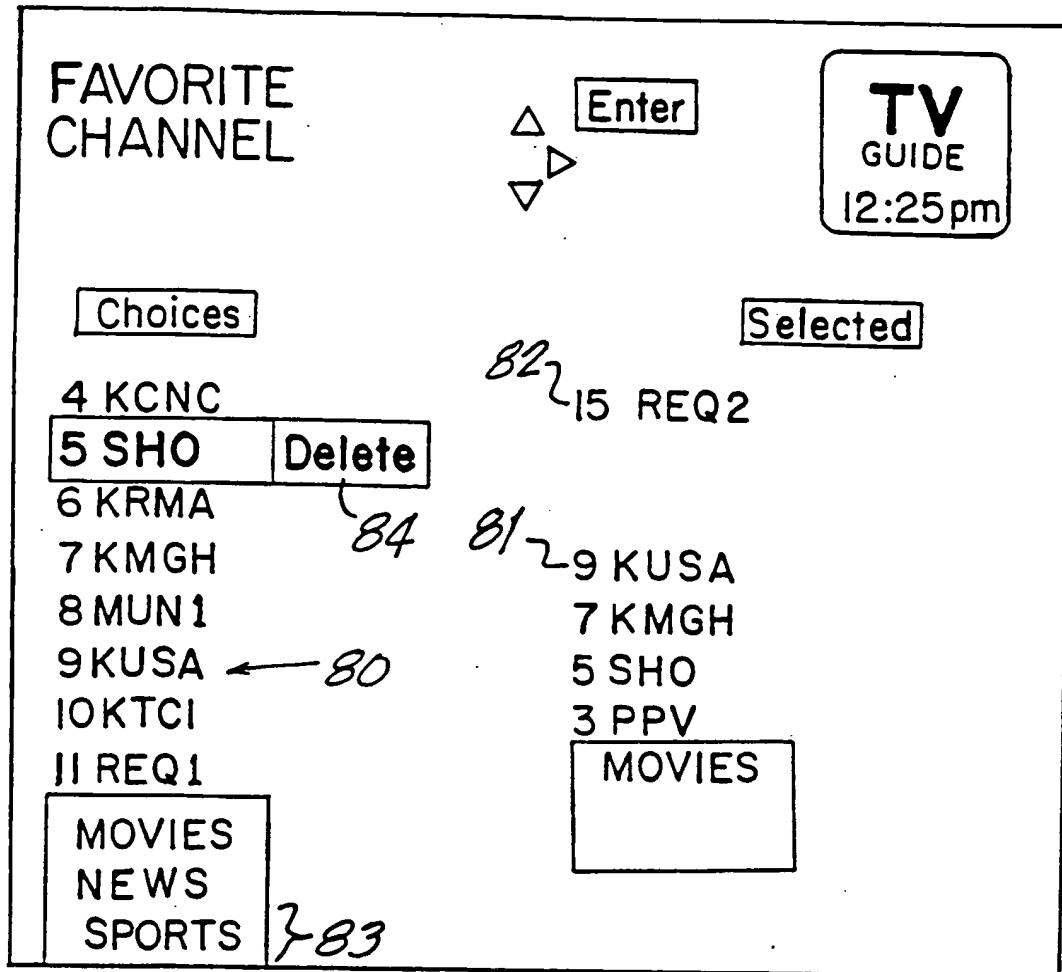 FAVORITE
CHANNEL
Enter
TV
GUIDE
12:25pm
Choices
Selected
4 KCNC
5 SHO Delete
6 KRMA
7 KMGH
8 MUN1
9 KUSA
10 KTCI
11 REQ1
MOVIES
NEWS
SPORTS
84
80
83
82
15 REQ2
81
9 KUSA
7 KMGH
5 SHO
3 PPV
MOVIES